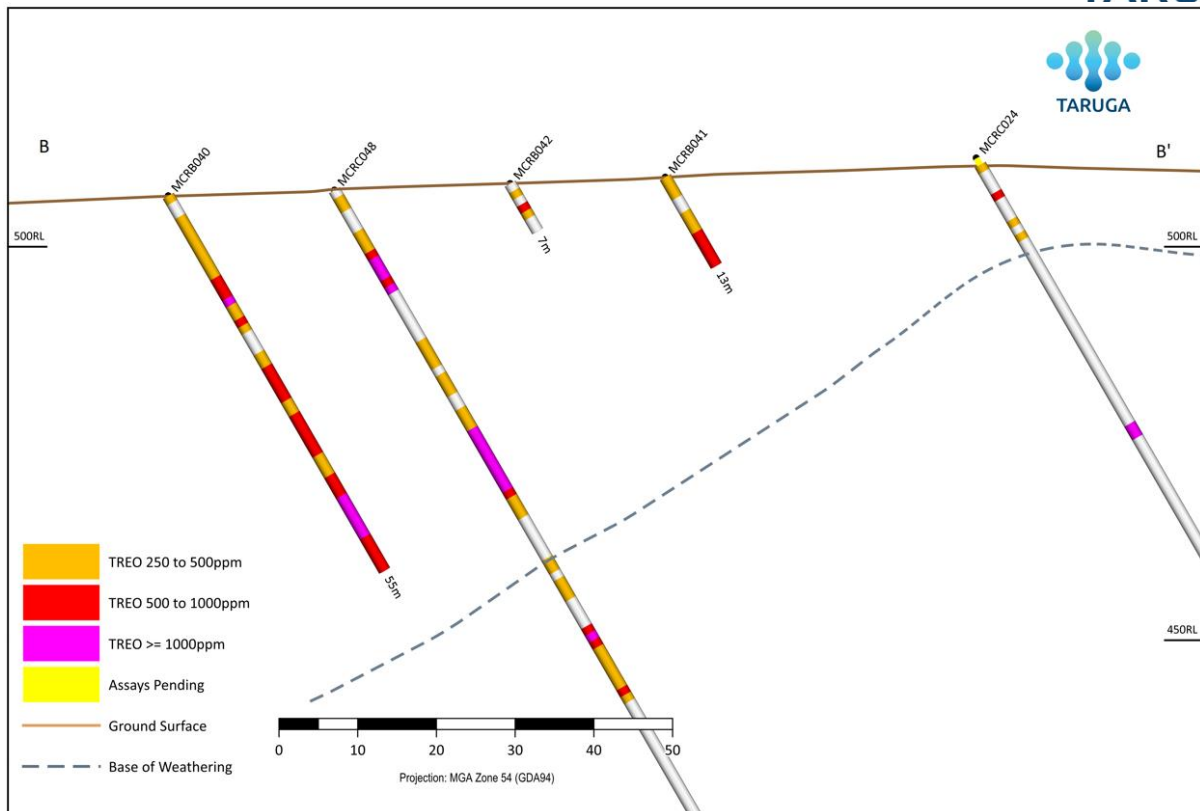 TARUGA
B
MCRB040
MCRC048
MCRB042
MCRB041
MCRC024
B'
500RL
500RL
7m
13m
55m
450RL
TREO 250 to 500ppm
TREO 500 to 1000ppm
TREO >= 1000ppm
Assays Pending
Ground Surface
Base of Weathering
0 10 20 30 40 50
Projection: MGA Zone 54 (GDA94)